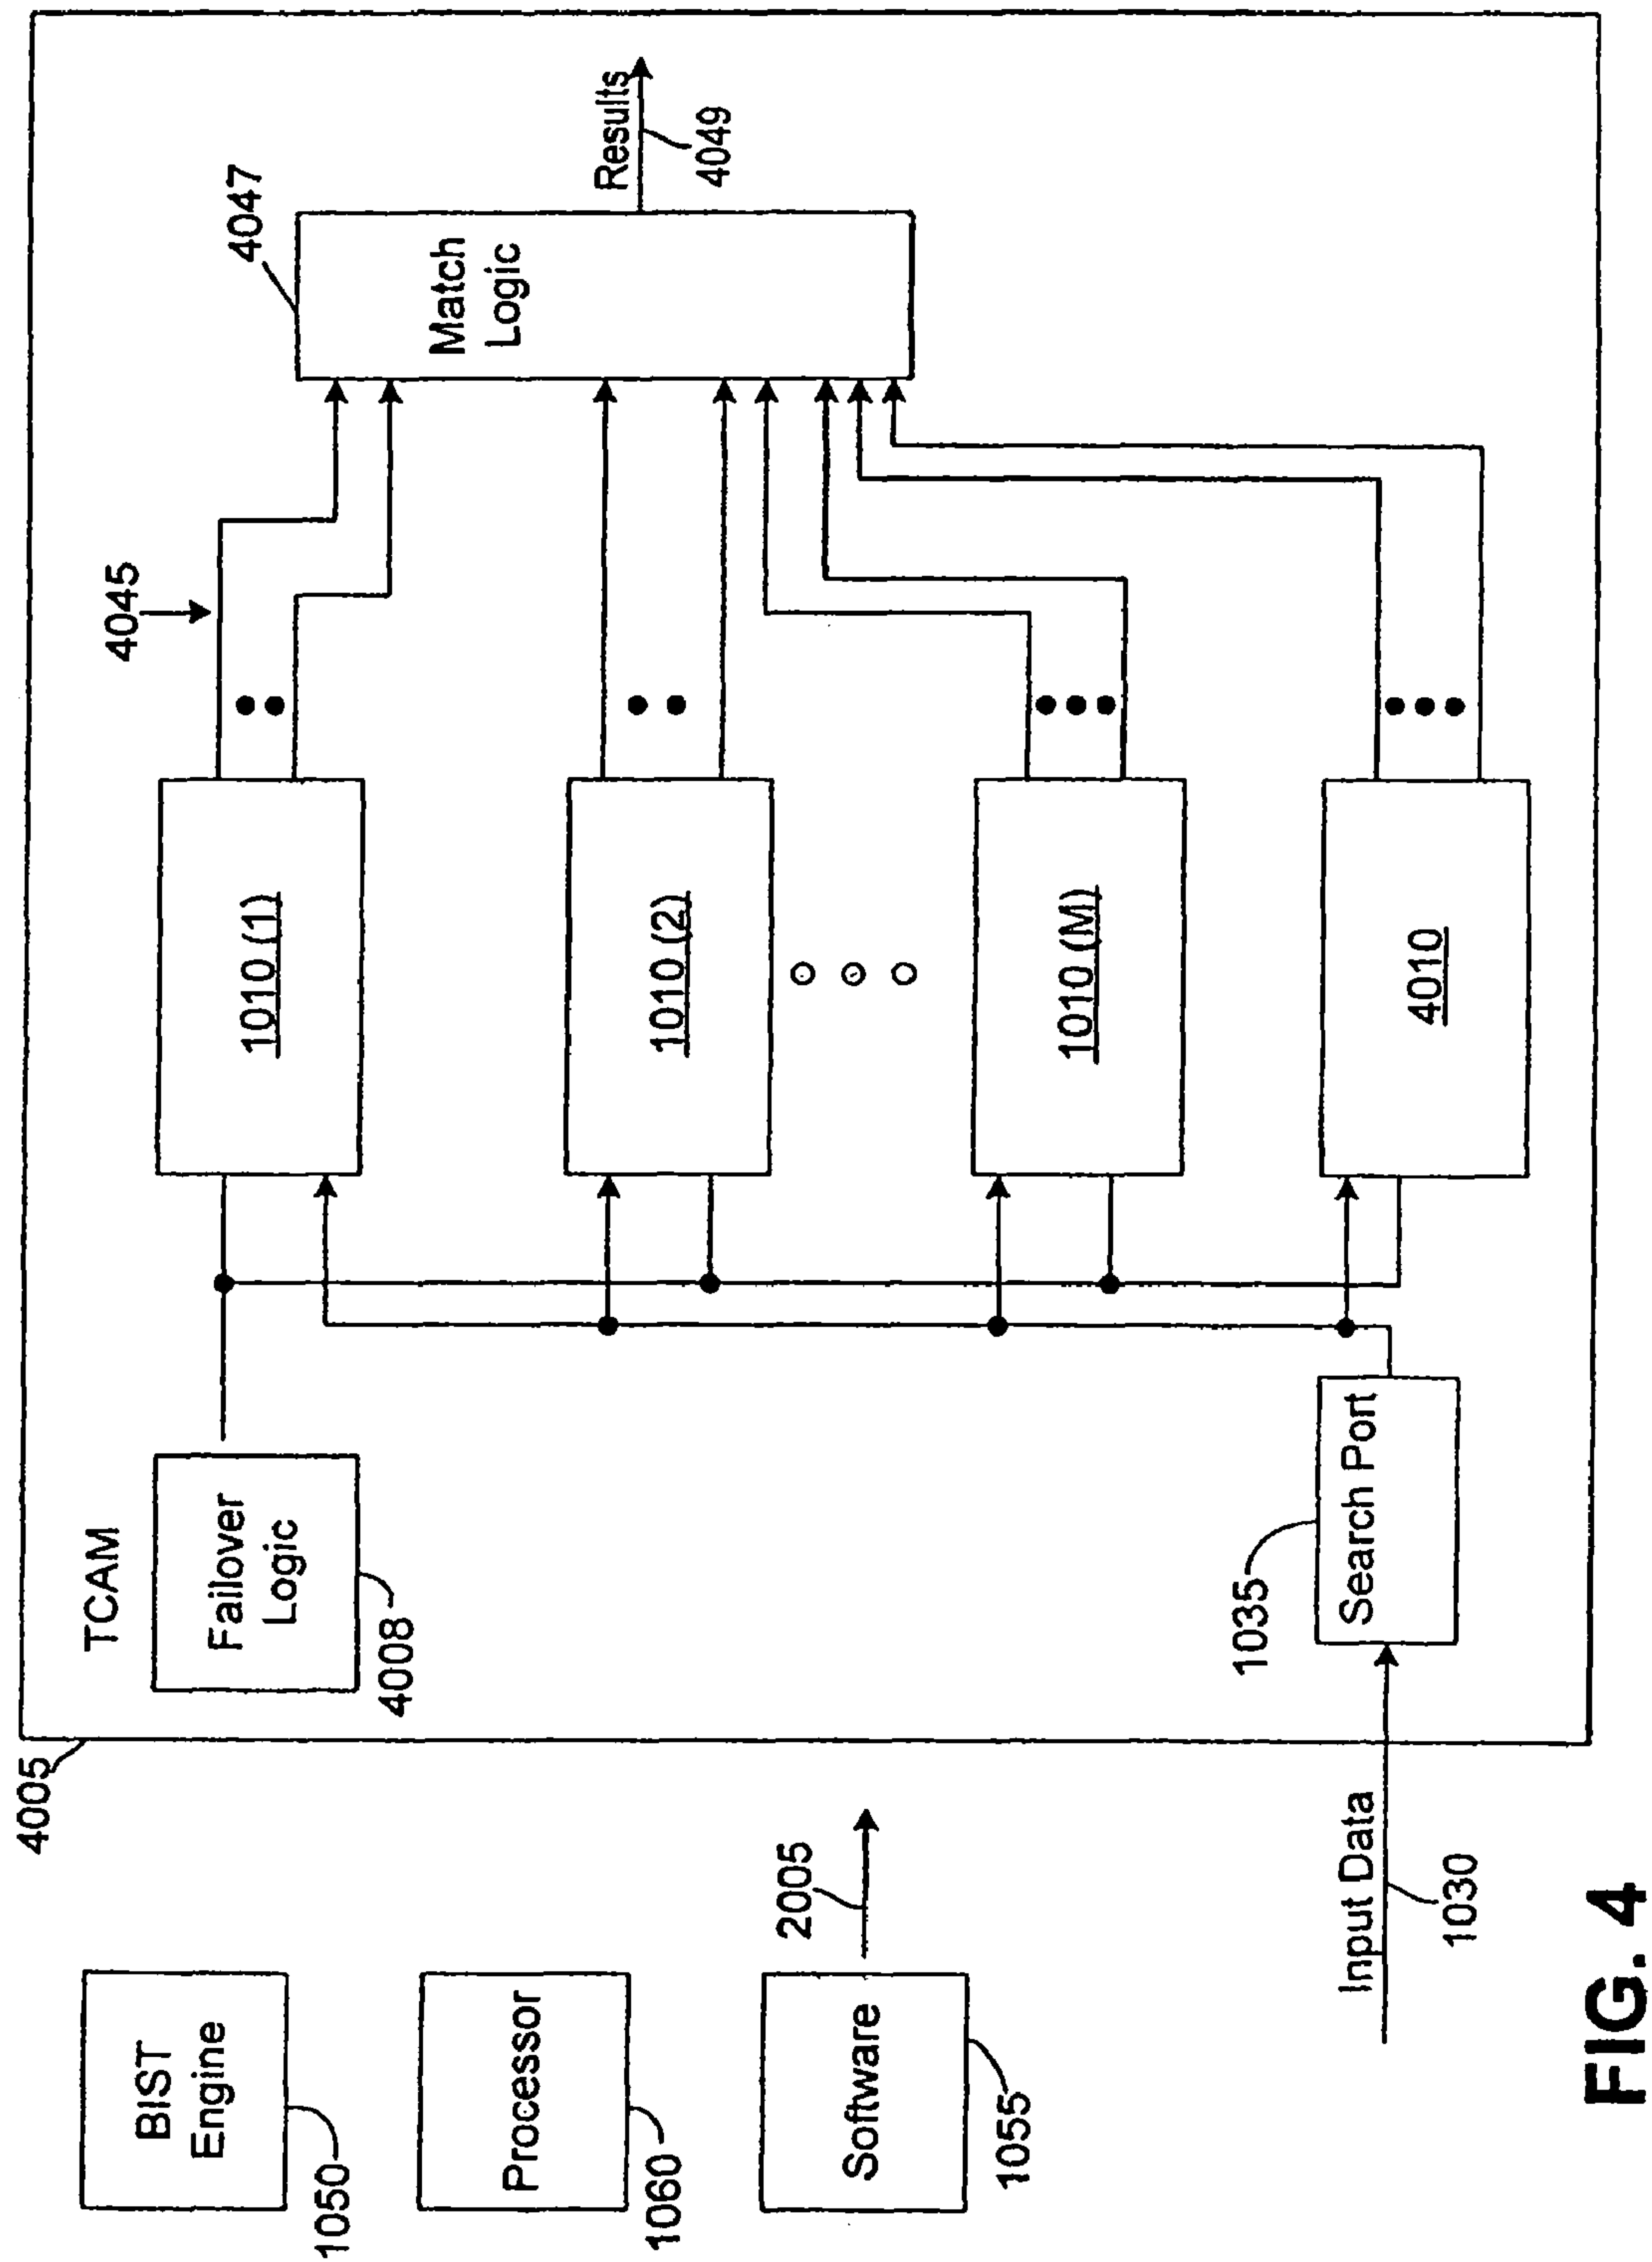 4005
TCAM
BIST
Engine
1050
Failover
Logic
4008
1010 (1)
4045
4047
Processor
1060
1010 (2)
Match
Logic
Results
4049
Software
1055
2005
1010 (M)
Input Data
1030
1035
Search Port
4010
FIG. 4